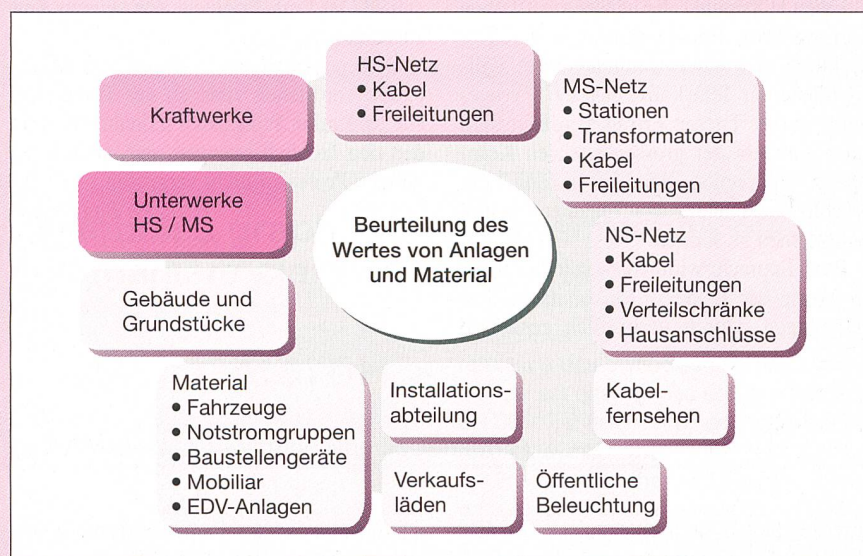 Kraftwerke
HS-Netz
• Kabel
• Freileitungen
MS-Netz
• Stationen
• Transformatoren
• Kabel
• Freileitungen
Unterwerke
HS / MS
Beurteilung des
Wertes von Anlagen
und Material
NS-Netz
• Kabel
• Freileitungen
• Verteilschränke
• Hausanschlüsse
Gebäude und
Grundstücke
Material
• Fahrzeuge
• Notstromgruppen
• Baustellengeräte
• Mobiliar
• EDV-Anlagen
Installations-
abteilung
Kabel-
fernsehen
Verkaufs-
läden
Öffentliche
Beleuchtung